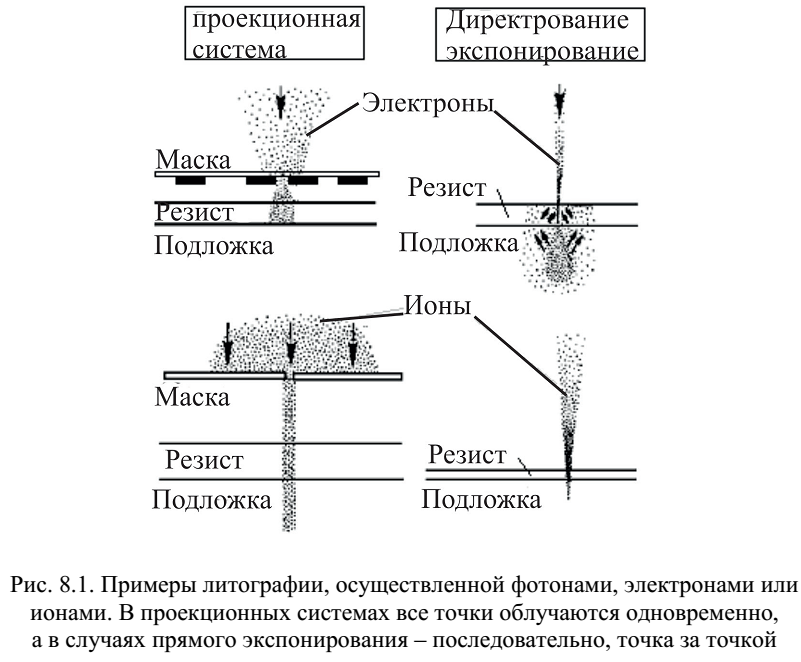 проекционная
система
Директрование
экспонирование
Электроны
Маска
Резист
Подложка
Резист
Подложка
Ионы
Маска
Резист
Подложка
Резист
Подложка
Рис. 8.1. Примеры литографии, осуществленной фотонами, электронами или
ионами. В проекционных системах все точки облучаются одновременно,
а в случаях прямого экспонирования – последовательно, точка за точкой